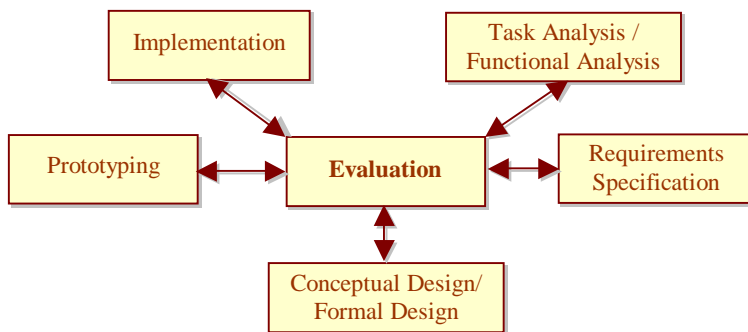 Implementation
Task Analysis /
Functional Analysis
Prototyping
Evaluation
Requirements
Specification
Conceptual Design/
Formal Design